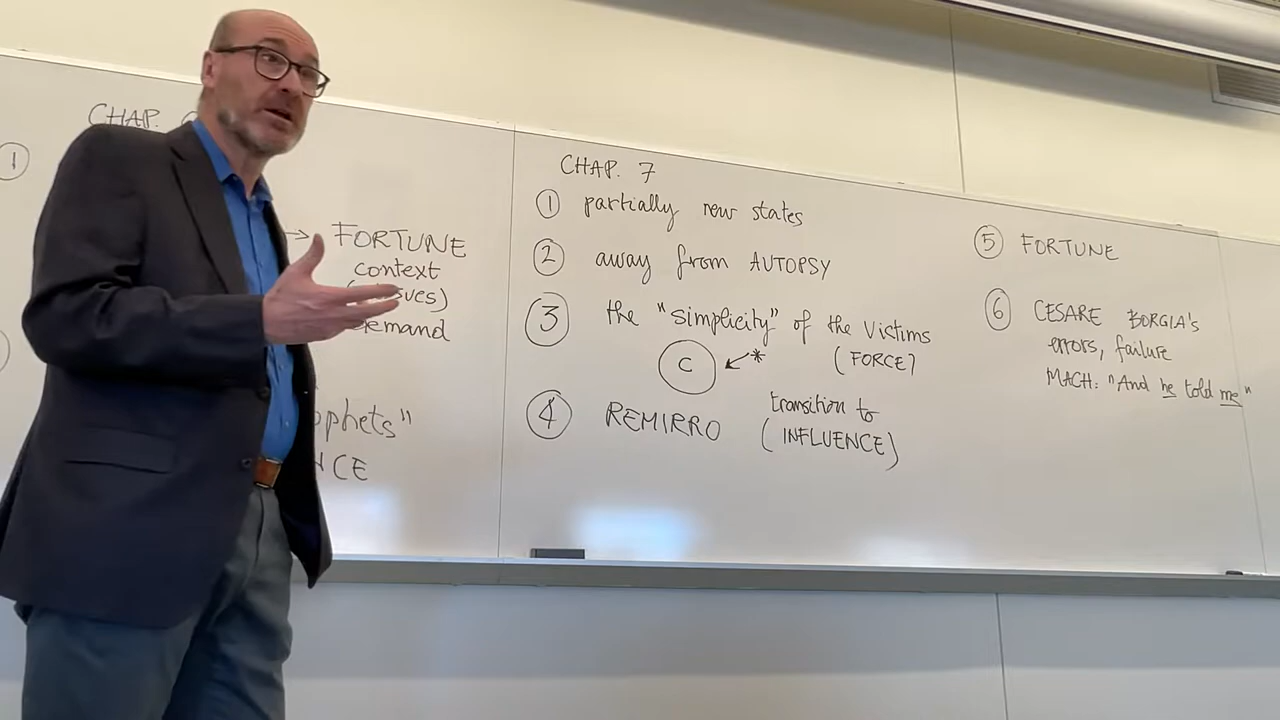 CHAP.
1
→ FORTUNE
context
demand
CHAP. 7
① partially new states
② away from AUTOPSY
③ the "simplicity" of the victims
C ↙ * (FORCE)
④ REMIRRO transition to
(INFLUENCE)
⑤ FORTUNE
⑥ CESARE BORGIA's
errors, failure
MACH: "And he told me"